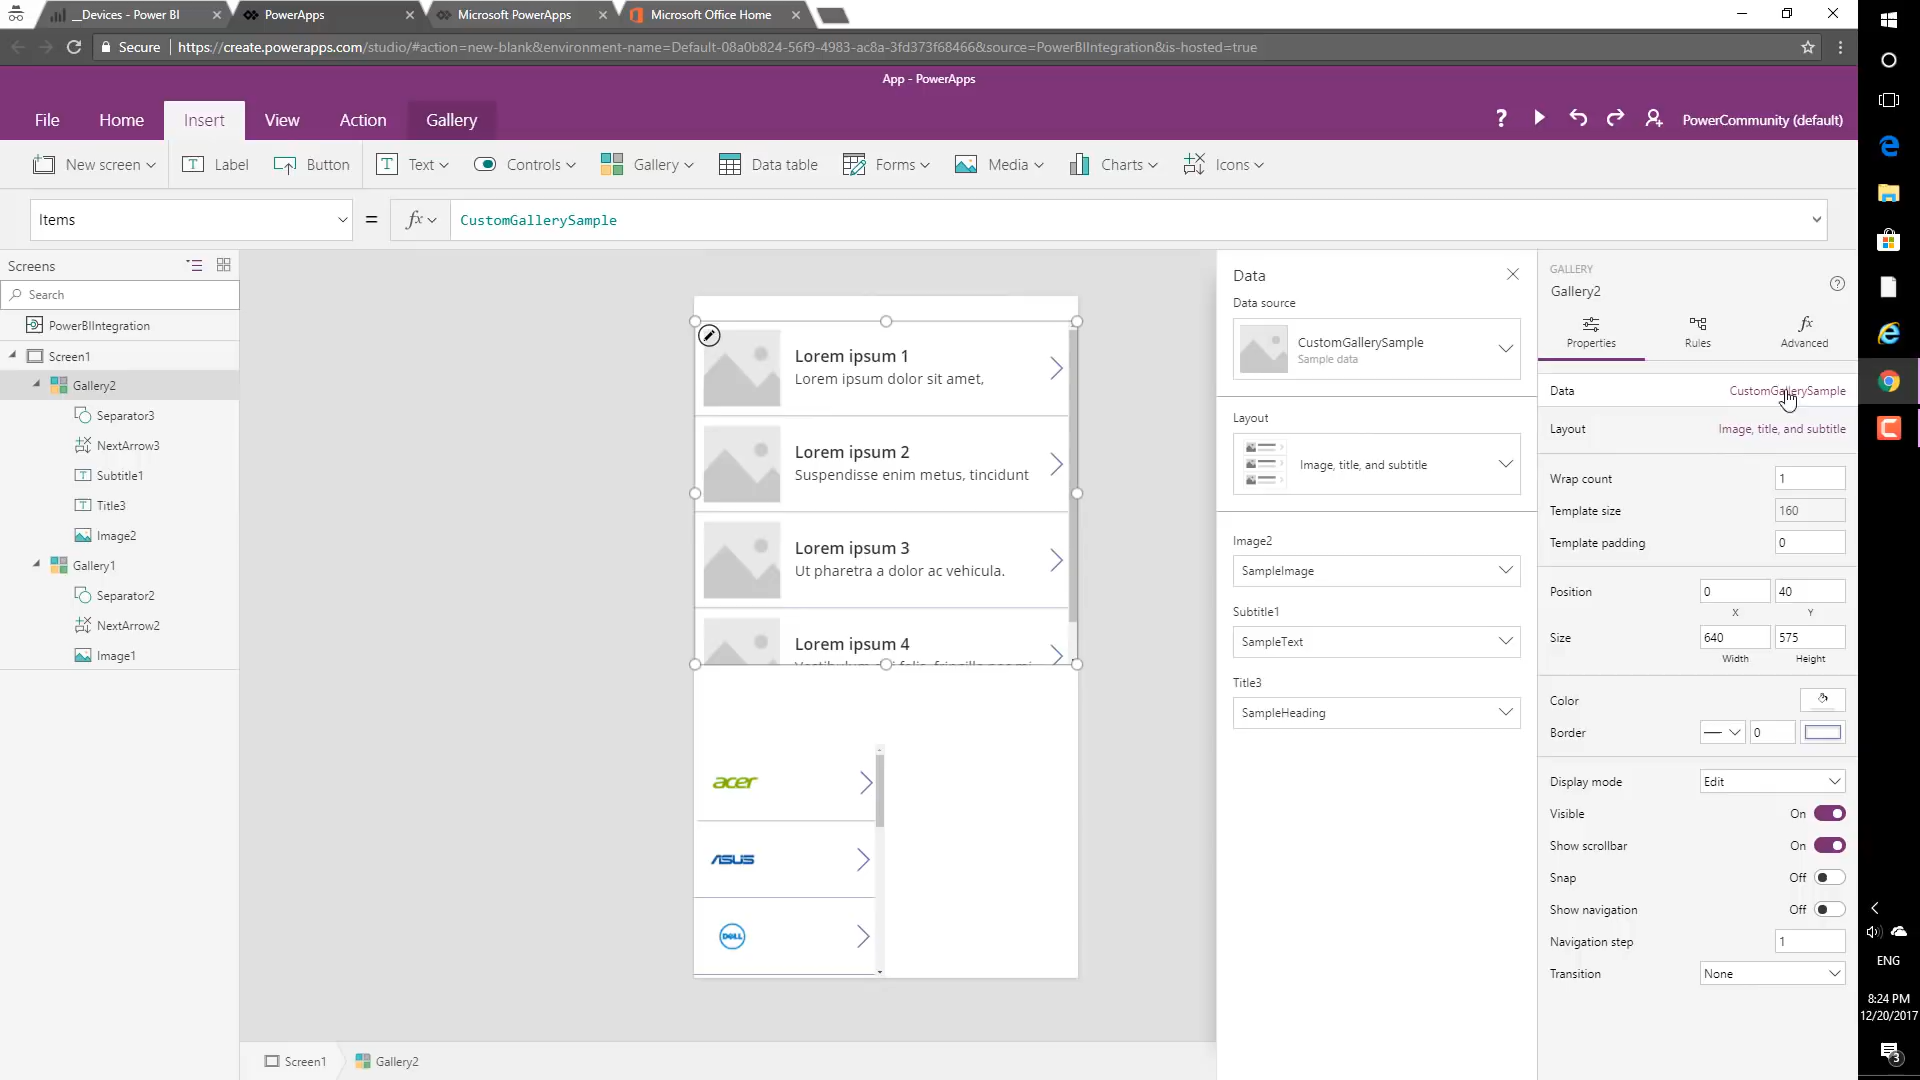 __Devices - Power BI
PowerApps
Microsoft PowerApps
Microsoft Office Home
Secure
https://create.powerapps.com/studio/#action=new-blank&environment-name=Default-08a0b824-56f9-4983-ac8a-3fd373f68466&source=PowerBIIntegration&is-hosted=true
App - PowerApps
File
Home
Insert
View
Action
Gallery
?
PowerCommunity (default)
New screen
Label
Button
Text
Controls
Gallery
Data table
Forms
Media
Charts
Icons
Items
=
fx
CustomGallerySample
Screens
Search
PowerBIIntegration
Screen1
Gallery2
Separator3
NextArrow3
Subtitle1
Title3
Image2
Gallery1
Separator2
NextArrow2
Image1
Lorem ipsum 1
Lorem ipsum dolor sit amet,
Lorem ipsum 2
Suspendisse enim metus, tincidunt
Lorem ipsum 3
Ut pharetra a dolor ac vehicula.
Lorem ipsum 4
acer
ASUS
DELL
Screen1
Gallery2
Data
Data source
CustomGallerySample
Sample data
Layout
Image, title, and subtitle
Image2
SampleImage
Subtitle1
SampleText
Title3
SampleHeading
GALLERY
Gallery2
Properties
Rules
Advanced
Data
CustomGallerySample
Layout
Image, title, and subtitle
Wrap count
1
Template size
160
Template padding
0
Position
0
40
X
Y
Size
640
575
Width
Height
Color
Border
0
Display mode
Edit
Visible
On
Show scrollbar
On
Snap
Off
Show navigation
Off
Navigation step
1
Transition
None
ENG
8:24 PM
12/20/2017
3